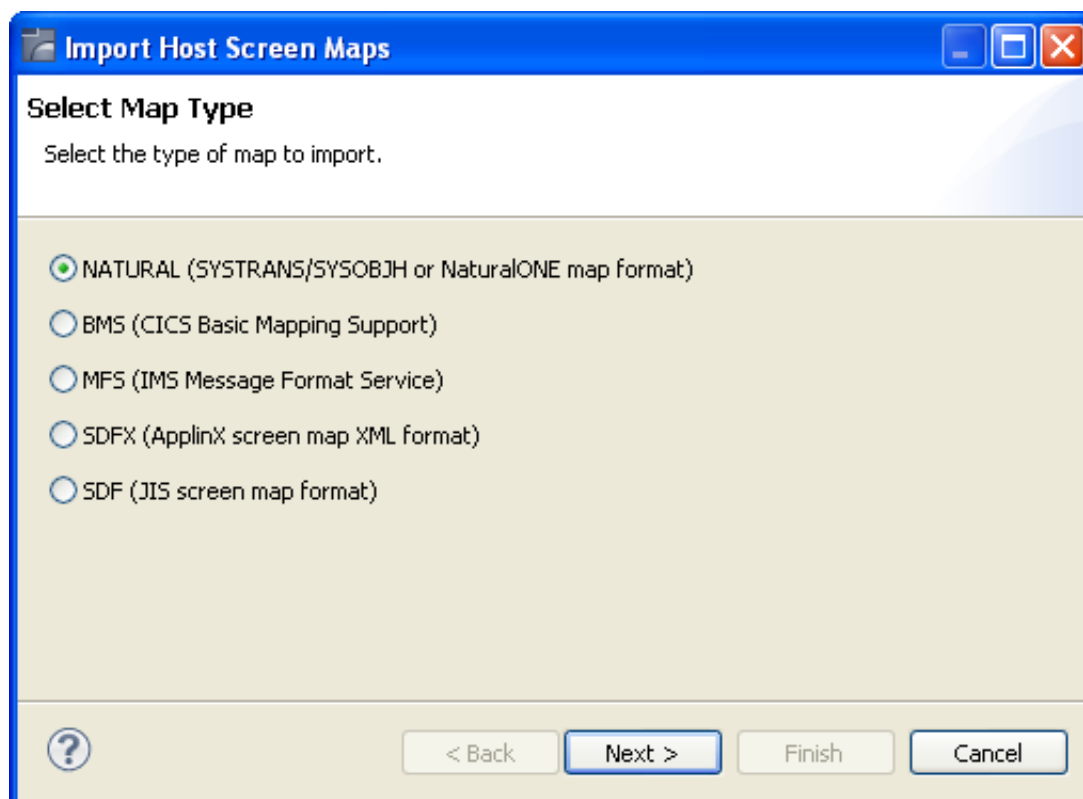 Import Host Screen Maps
Select Map Type
Select the type of map to import.
NATURAL (SYSTRANS/SYSOBJH or NaturalONE map format)
BMS (CICS Basic Mapping Support)
MFS (IMS Message Format Service)
SDFX (ApplinX screen map XML format)
SDF (JIS screen map format)
? < Back Next > Finish Cancel